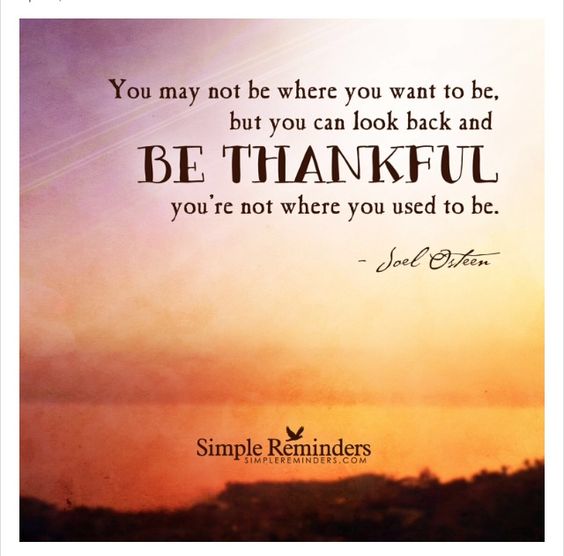 You may not be where you want to be,
but you can look back and
BE THANKFUL
you're not where you used to be.
- Joel Osteen
Simple Reminders
SIMPLEREMINDERS.COM